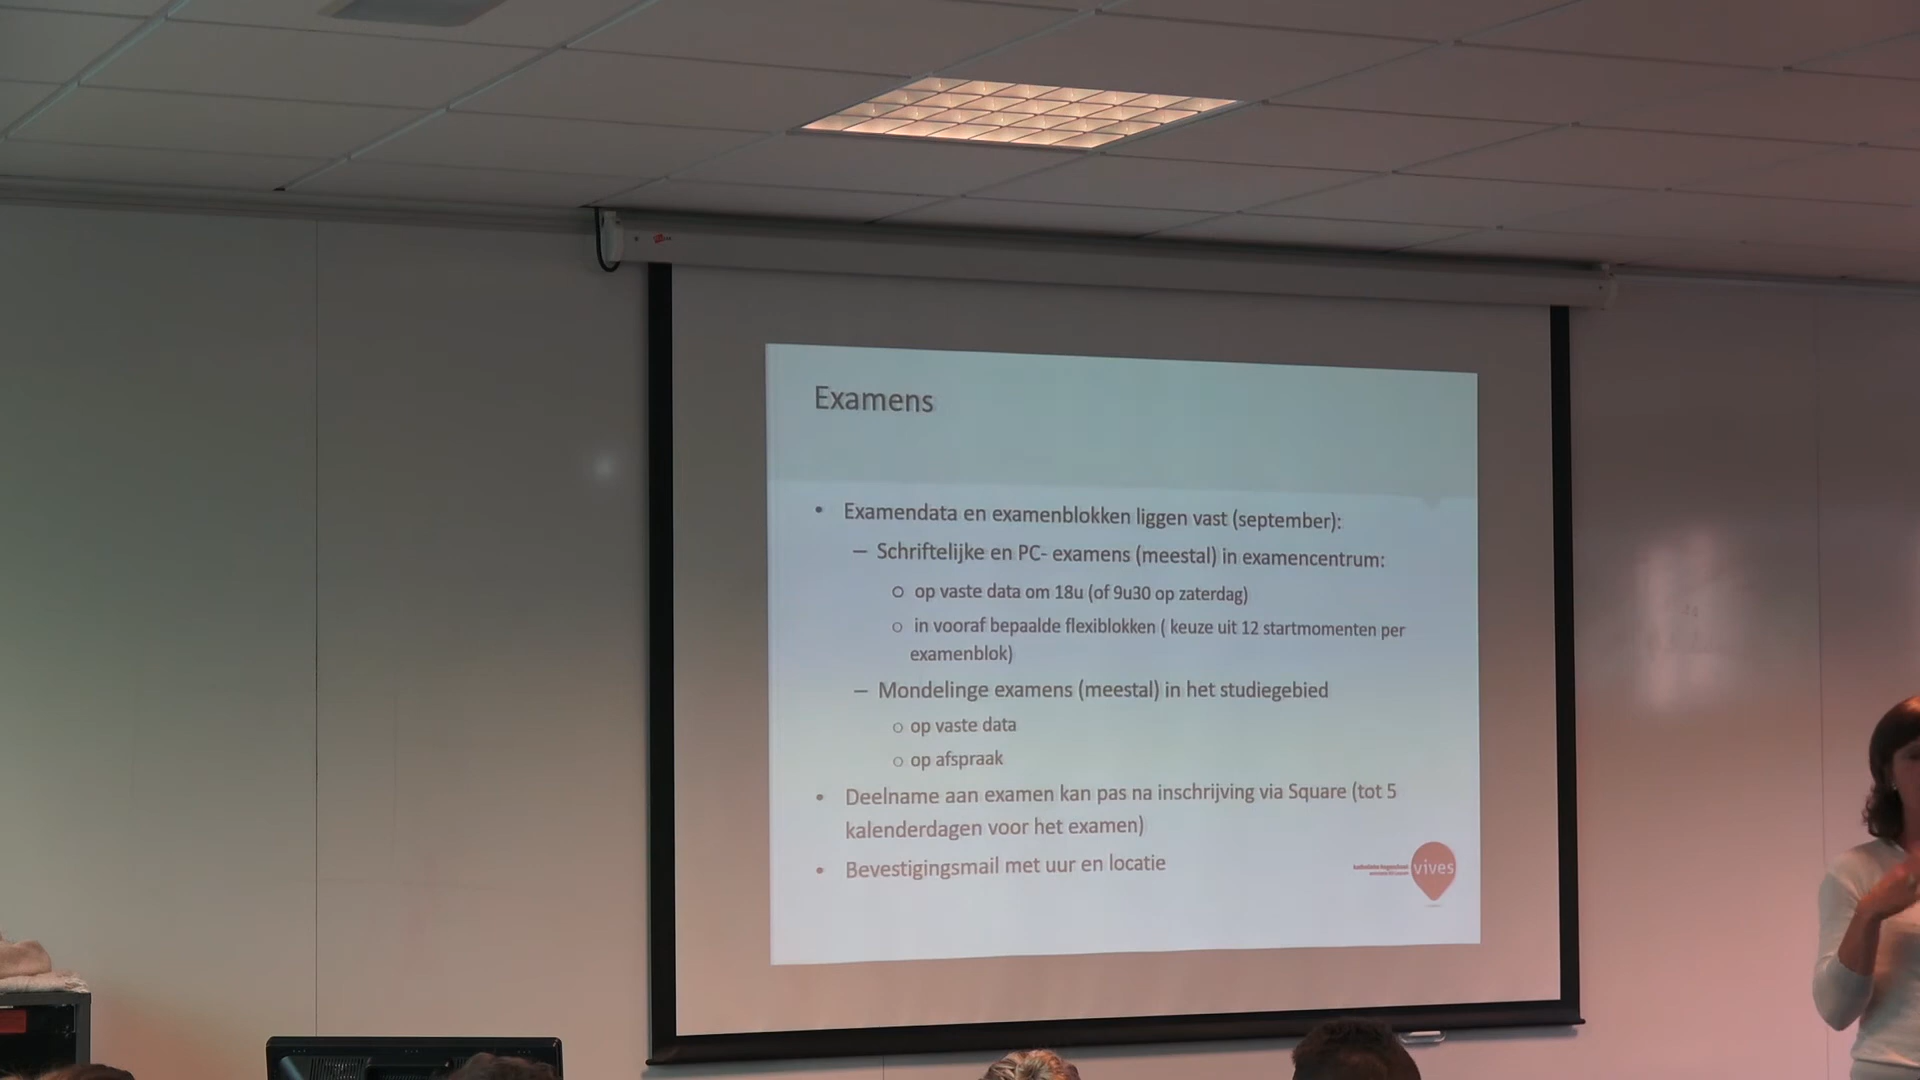 Examens
• Examendata en examenblokken liggen vast (september):
– Schriftelijke en PC- examens (meestal) in examencentrum:
○ op vaste data om 18u (of 9u30 op zaterdag)
○ in vooraf bepaalde flexiblokken ( keuze uit 12 startmomenten per
examenblok)
– Mondelinge examens (meestal) in het studiegebied
○ op vaste data
○ op afspraak
• Deelname aan examen kan pas na inschrijving via Square (tot 5
kalenderdagen voor het examen)
• Bevestigingsmail met uur en locatie
vives